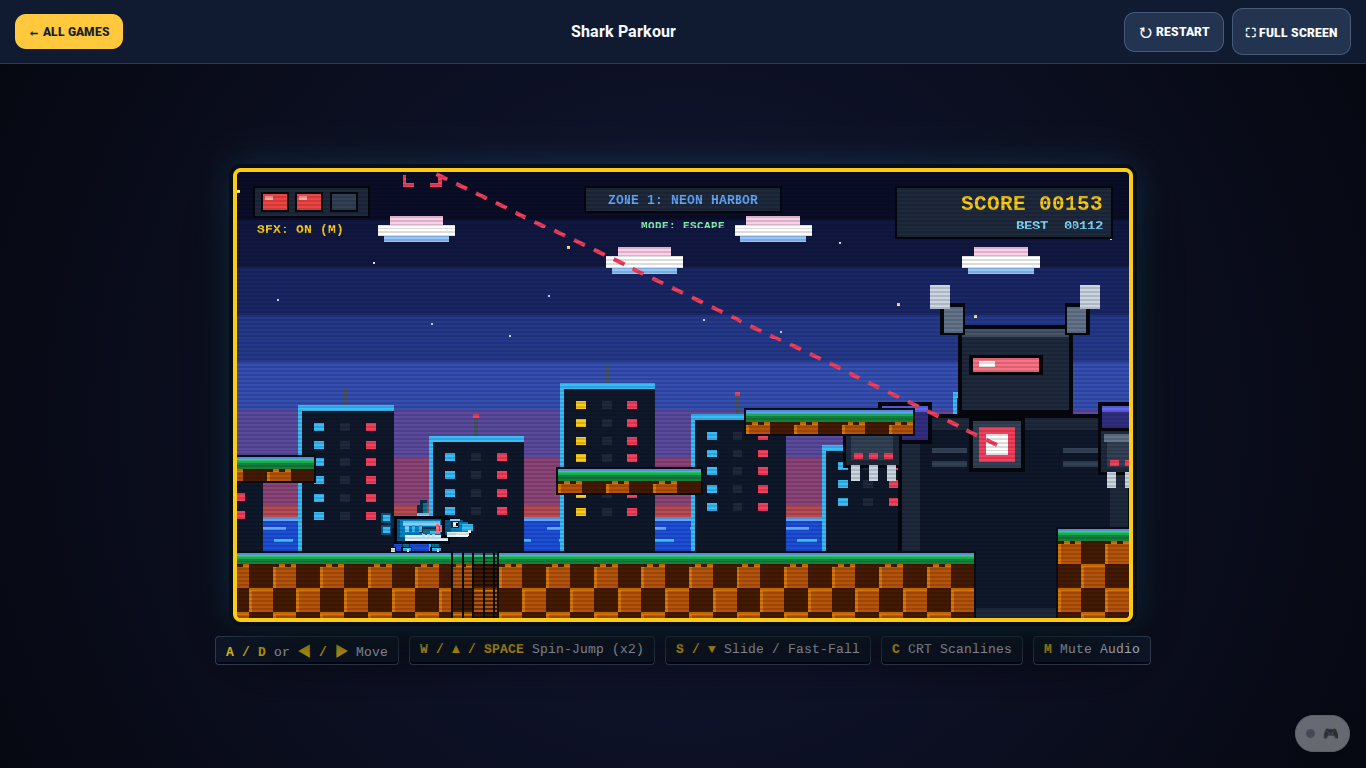 ← ALL GAMES
Shark Parkour
↻ RESTART
⛶ FULL SCREEN
ZONE 1: NEON HARBOR
SCORE 00153
BEST 00112
SFX: ON (M)
MODE: ESCAPE
A / D or ◀ / ▶ Move
W / ▲ / SPACE Spin-Jump (x2)
S / ▼ Slide / Fast-Fall
C CRT Scanlines
M Mute Audio